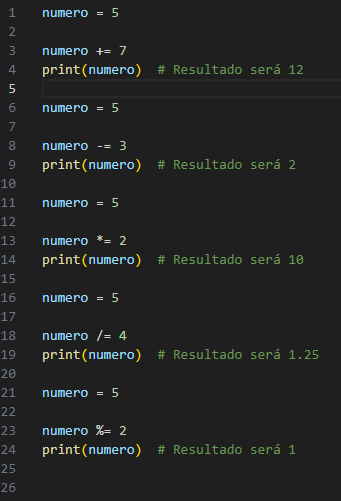 1 numero = 5
2
3 numero += 7
4 print(numero)  # Resultado será 12
5
6 numero = 5
7
8 numero -= 3
9 print(numero)  # Resultado será 2
10
11 numero = 5
12
13 numero *= 2
14 print(numero)  # Resultado será 10
15
16 numero = 5
17
18 numero /= 4
19 print(numero)  # Resultado será 1.25
20
21 numero = 5
22
23 numero %= 2
24 print(numero)  # Resultado será 1
25
26